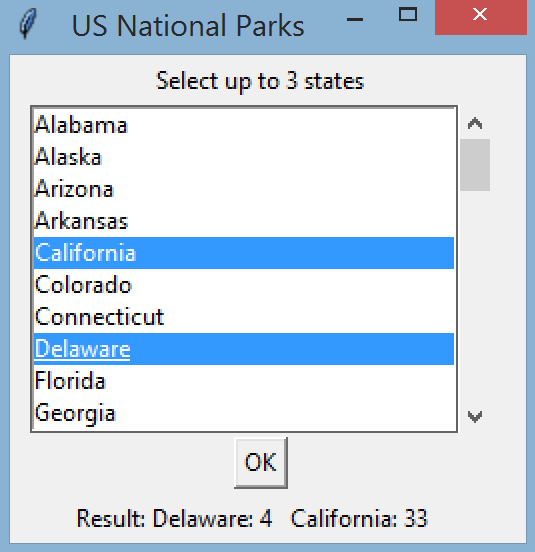 US National Parks
Select up to 3 states
Alabama
Alaska
Arizona
Arkansas
California
Colorado
Connecticut
Delaware
Florida
Georgia
OK
Result: Delaware: 4 California: 33